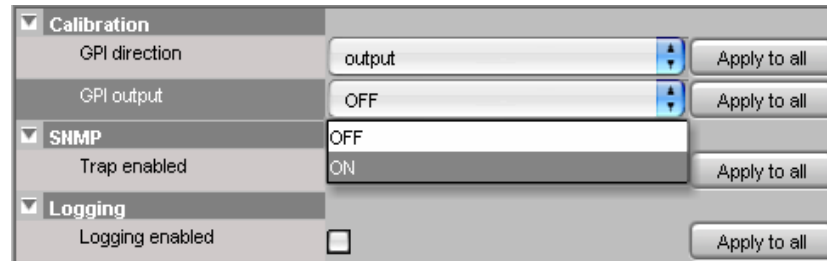 Calibration
GPI direction output Apply to all
GPI output OFF Apply to all
SNMP OFF
Trap enabled ON Apply to all
Logging
Logging enabled Apply to all